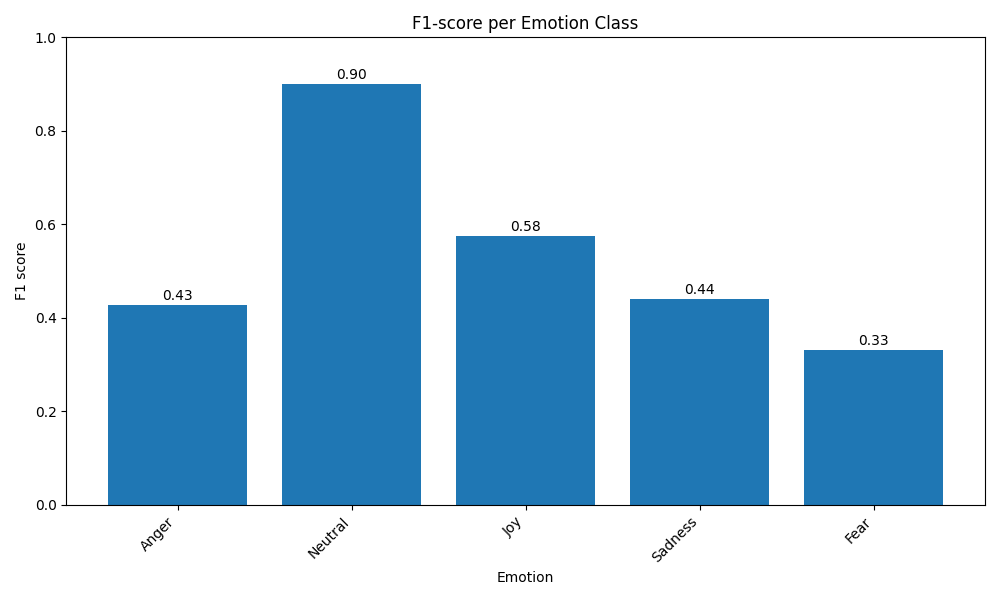 F1-score per Emotion Class
1.0
0.8
0.6
0.4
0.2
0.0
F1 score
0.43
0.90
0.58
0.44
0.33
Anger
Neutral
Joy
Sadness
Fear
Emotion